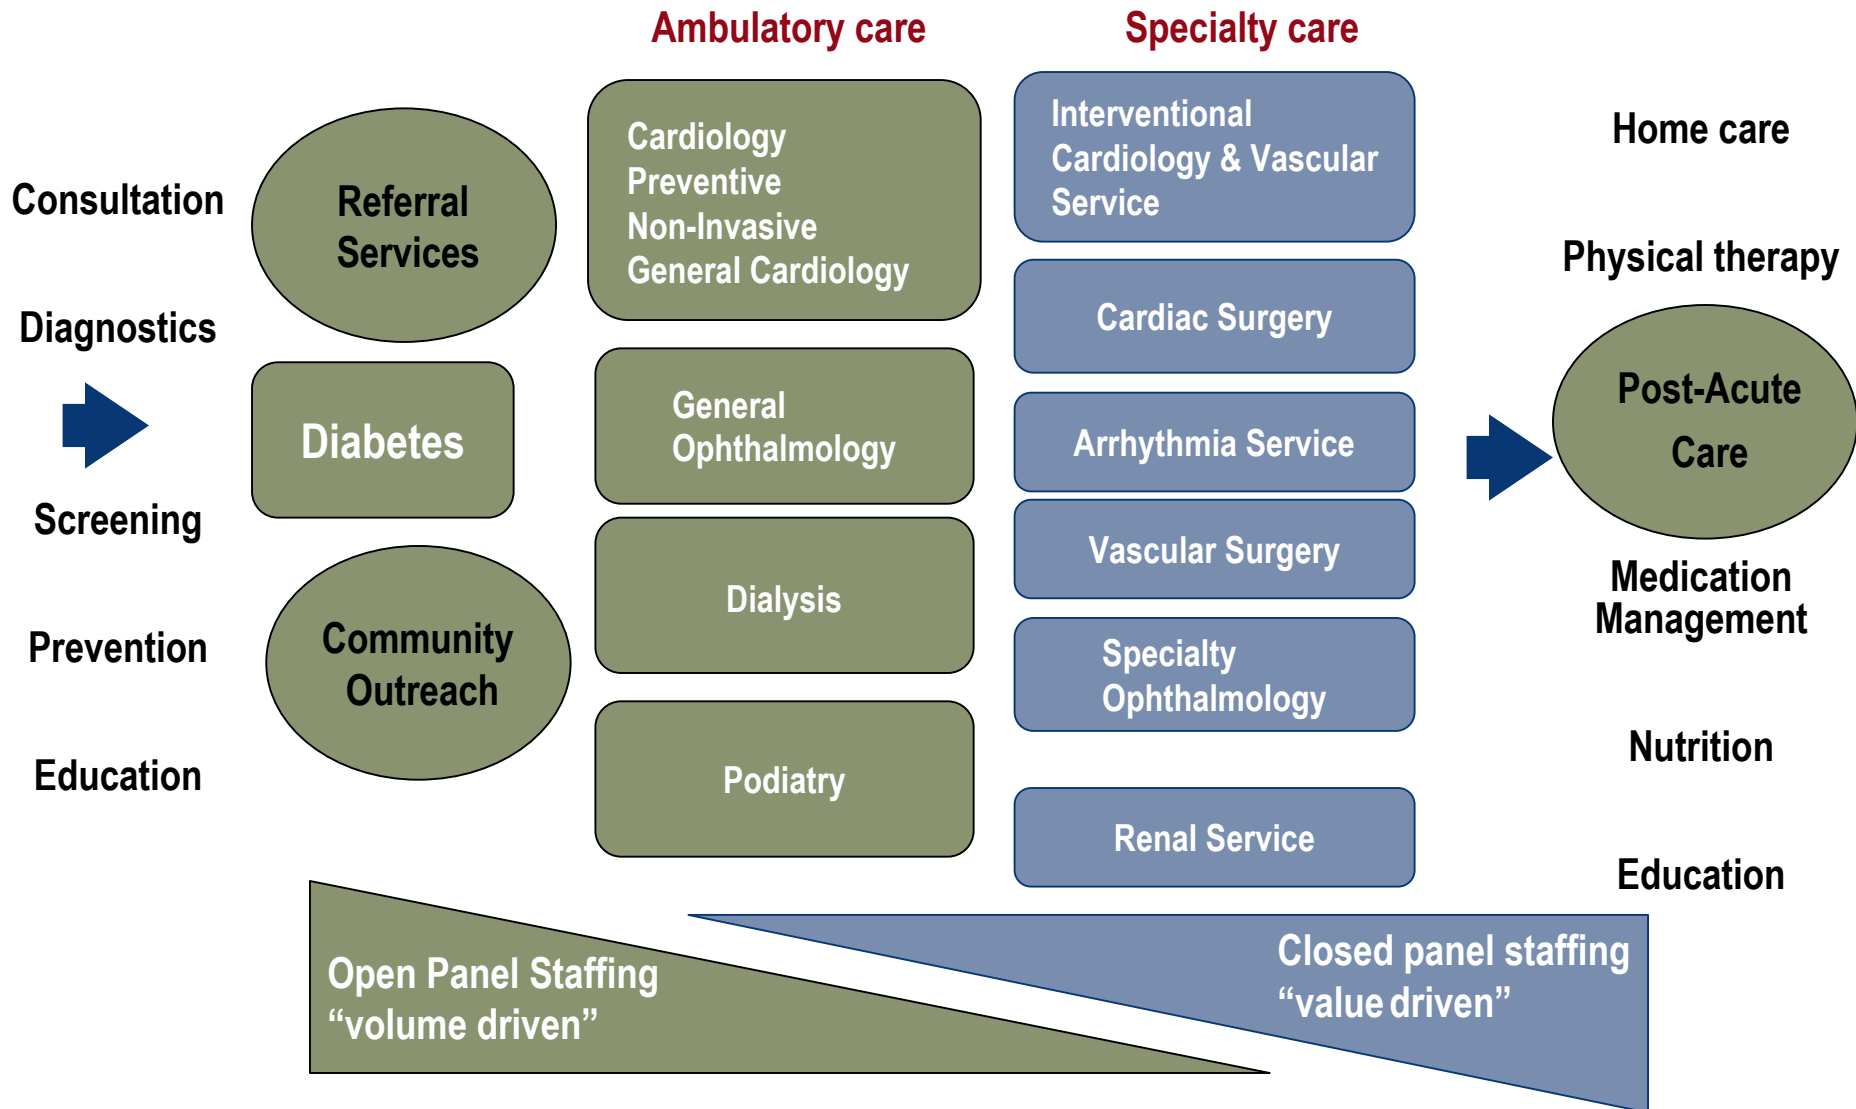 Ambulatory care
Specialty care
Consultation
Diagnostics
Screening
Prevention
Education
Referral
Services
Diabetes
Community
Outreach
Cardiology
Preventive
Non-Invasive
General Cardiology
General
Ophthalmology
Dialysis
Podiatry
Interventional
Cardiology & Vascular
Service
Cardiac Surgery
Arrhythmia Service
Vascular Surgery
Specialty
Ophthalmology
Renal Service
Home care
Physical therapy
Post-Acute
Care
Medication
Management
Nutrition
Education
Open Panel Staffing
“volume driven”
Closed panel staffing
“value driven”